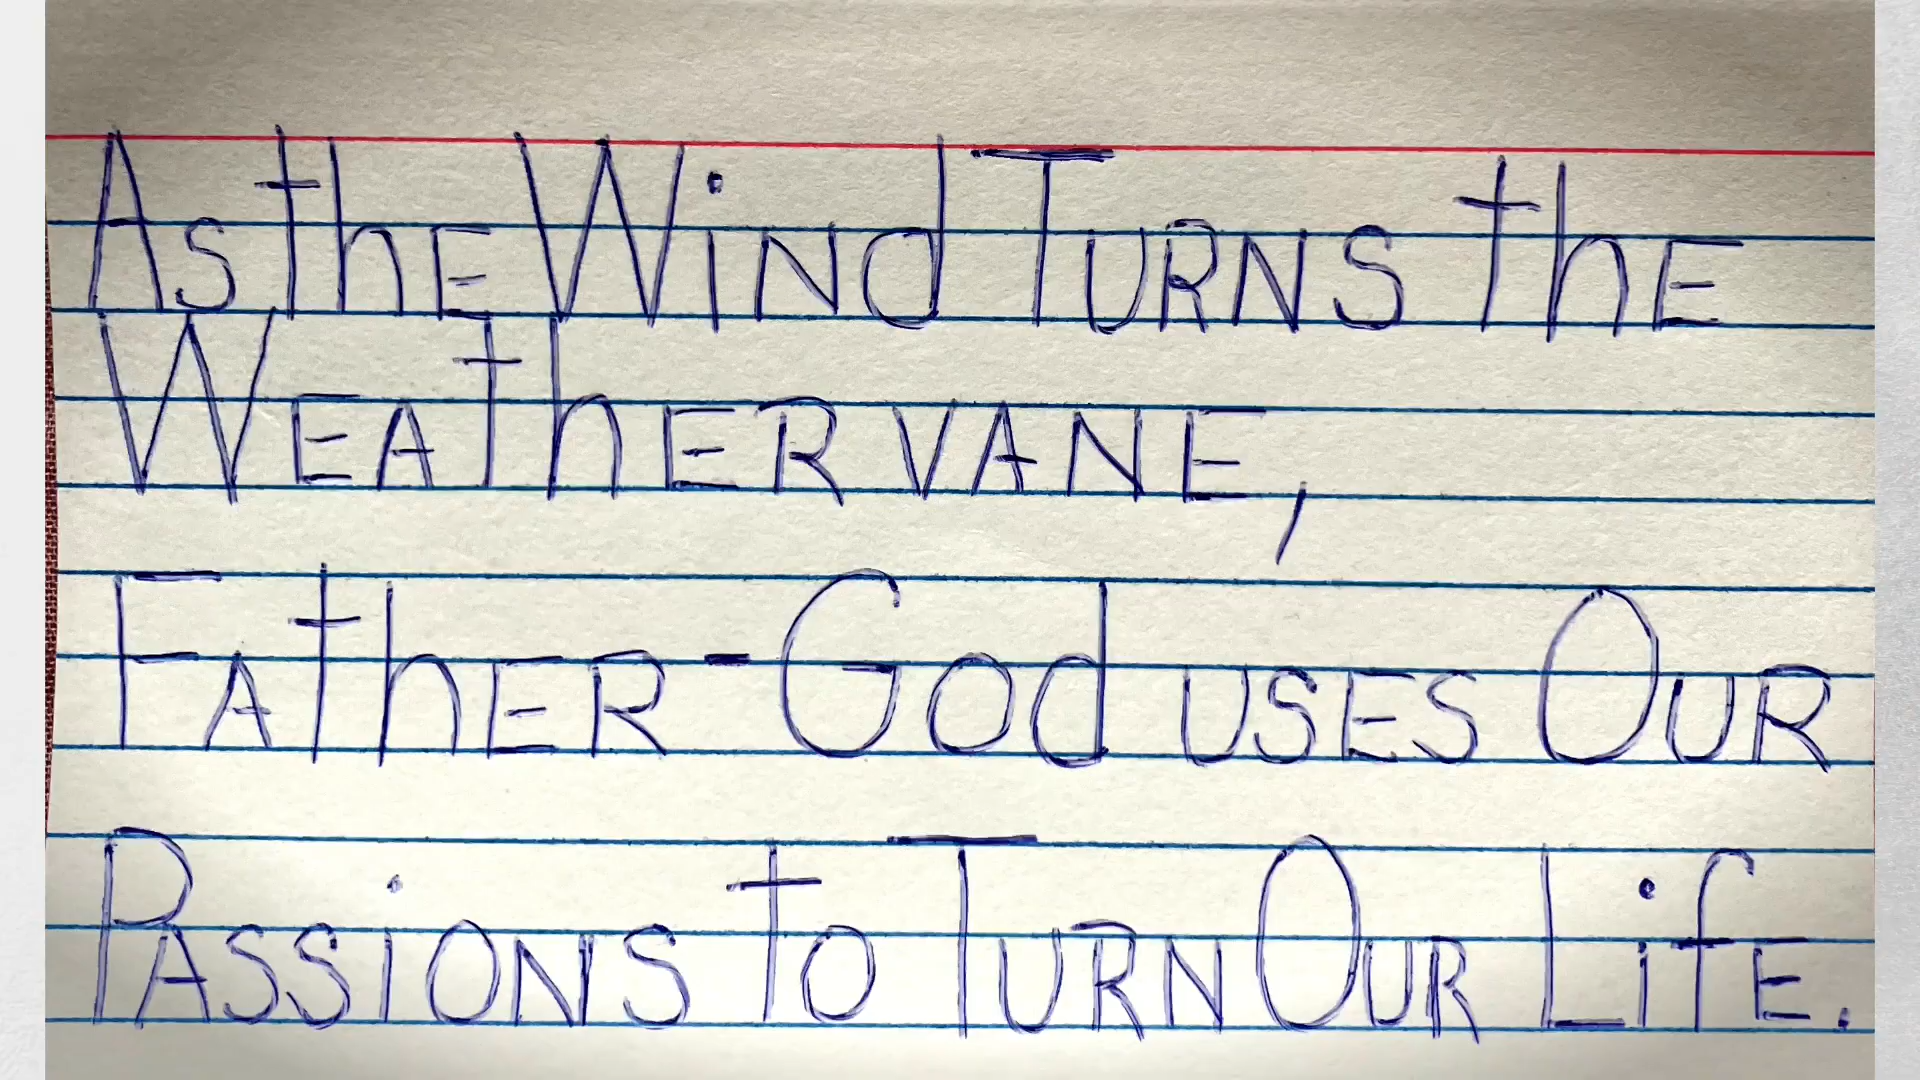 As the Wind Turns the
Weathervane,
Father-God uses Our
Passions to Turn Our Life.